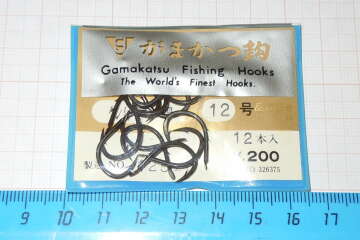 がまかつ鈎
Gamakatsu Fishing Hooks
The World's Finest Hooks.
12号
12本入
200
326375
9 10 11 12 13 14 15 16 17